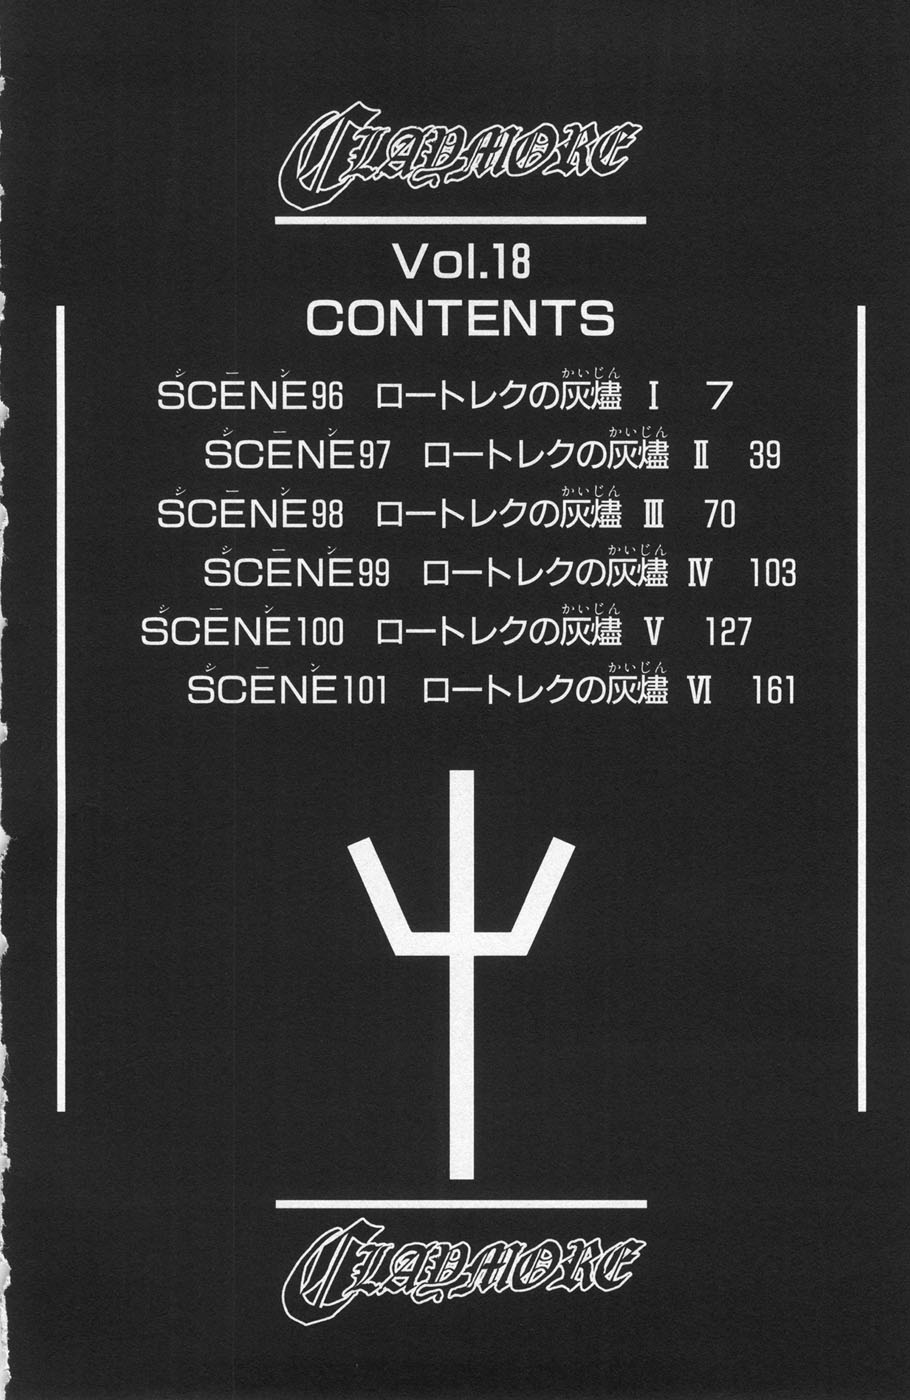 CLAYMORE
Vol.18
CONTENTS
SCENE96 ロートレクの灰燼 Ⅰ 7
SCENE97 ロートレクの灰燼 Ⅱ 39
SCENE98 ロートレクの灰燼 Ⅲ 70
SCENE99 ロートレクの灰燼 Ⅳ 103
SCENE100 ロートレクの灰燼 Ⅴ 127
SCENE101 ロートレクの灰燼 Ⅵ 161
CLAYMORE